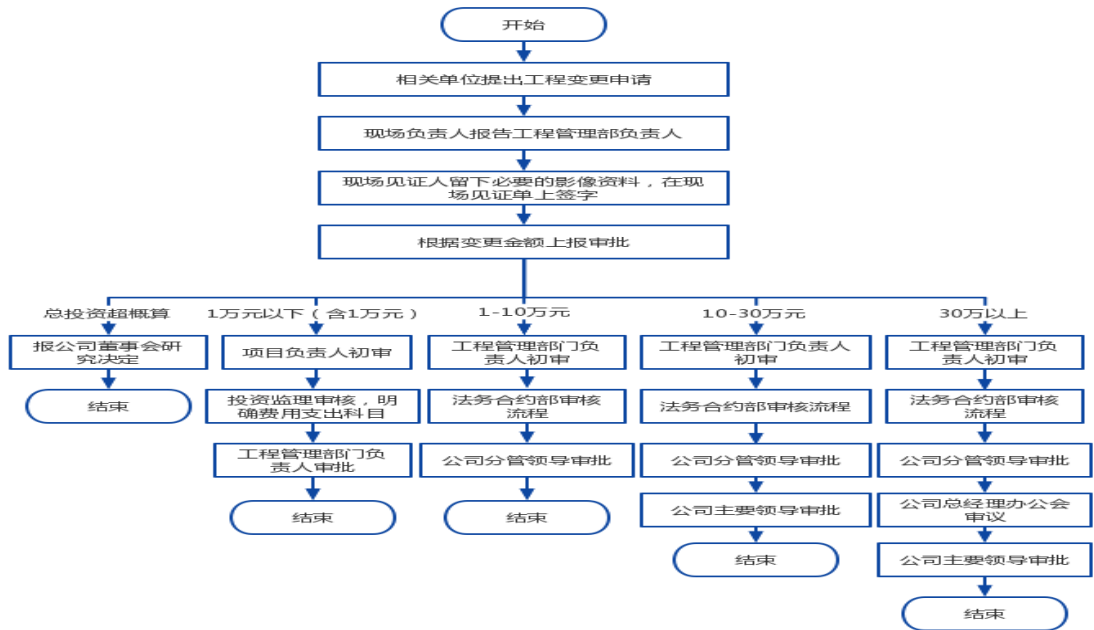 开始
相关单位提出工程变更申请
现场负责人报告工程管理部负责人
现场见证人留下必要的影像资料，在现
场见证单上签字
根据变更金额上报审批
总投资超概算
1万元以下（含1万元）
1-10万元
10-30万元
30万以上
报公司董事会研
究决定
项目负责人初审
工程管理部门负
责人初审
工程管理部门负责人
初审
工程管理部门负
责人初审
结束
投资监理审核，明
确费用支出科目
法务合约部审核
流程
法务合约部审核流程
法务合约部审核
流程
工程管理部门负
责人审批
公司分管领导审批
公司分管领导审批
公司分管领导审批
结束
结束
公司主要领导审批
公司总经理办公会
审议
结束
公司主要领导审批
结束